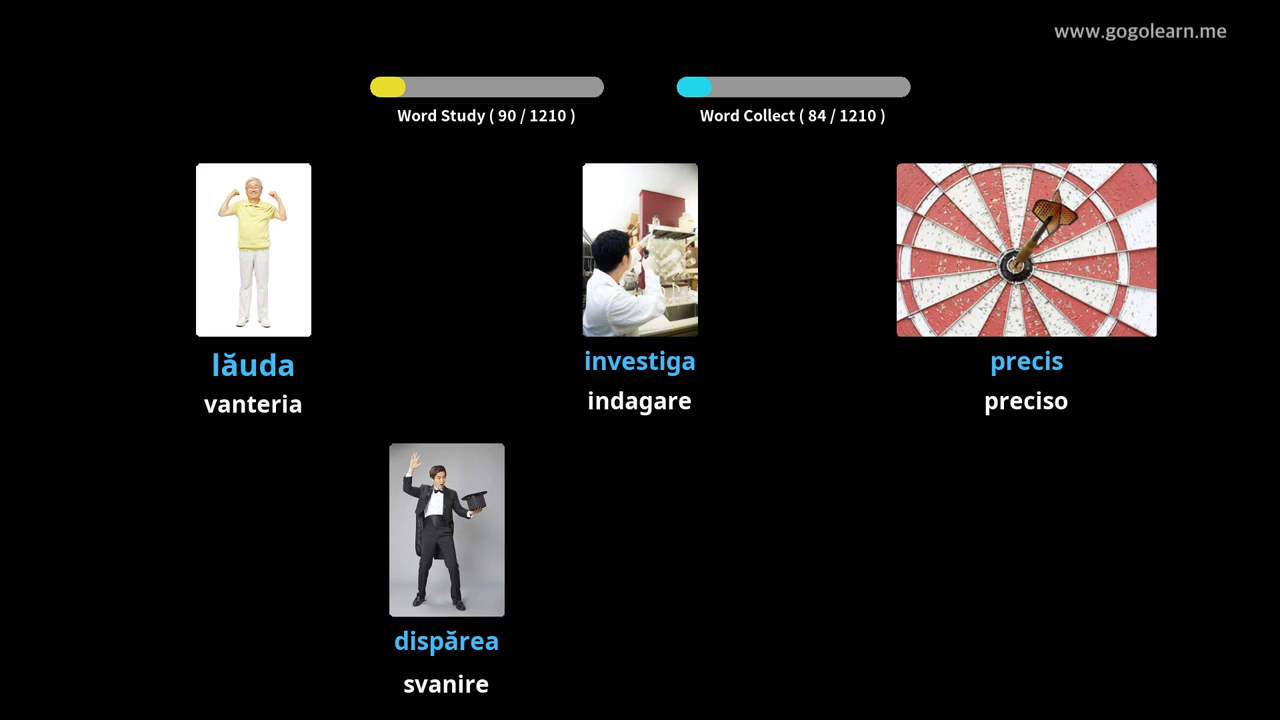 www.gogolearn.me
Word Study ( 90 / 1210 )
Word Collect ( 84 / 1210 )
lăuda
vanteria
investiga
indagare
precis
preciso
dispărea
svanire